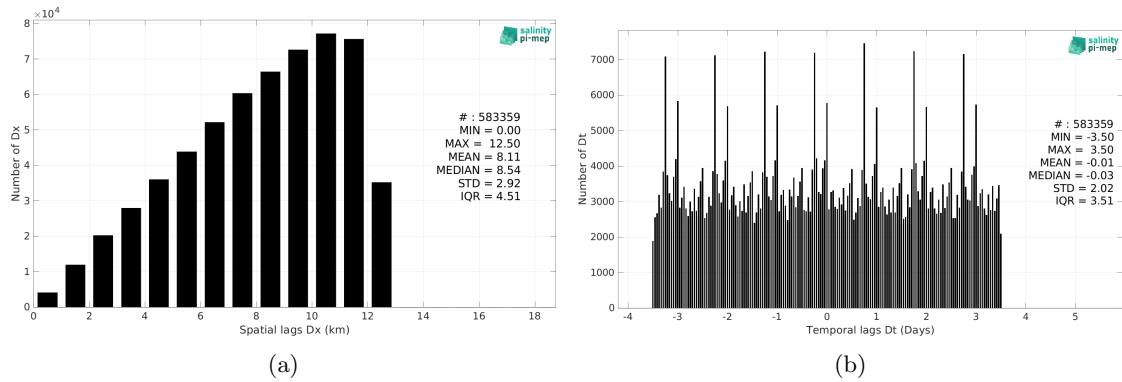 ×10⁴
8
7
6
5
4
3
2
1
0
Number of Dx
0 2 4 6 8 10 12 14 16 18
Spatial lags Dx (km)
salinity
pi-mep
# : 583359
MIN = 0.00
MAX = 12.50
MEAN = 8.11
MEDIAN = 8.54
STD = 2.92
IQR = 4.51
(a)
7000
6000
5000
4000
3000
2000
1000
0
Number of Dt
-4 -3 -2 -1 0 1 2 3 4 5
Temporal lags Dt (Days)
salinity
pi-mep
# : 583359
MIN = -3.50
MAX = 3.50
MEAN = -0.01
MEDIAN = -0.03
STD = 2.02
IQR = 3.51
(b)